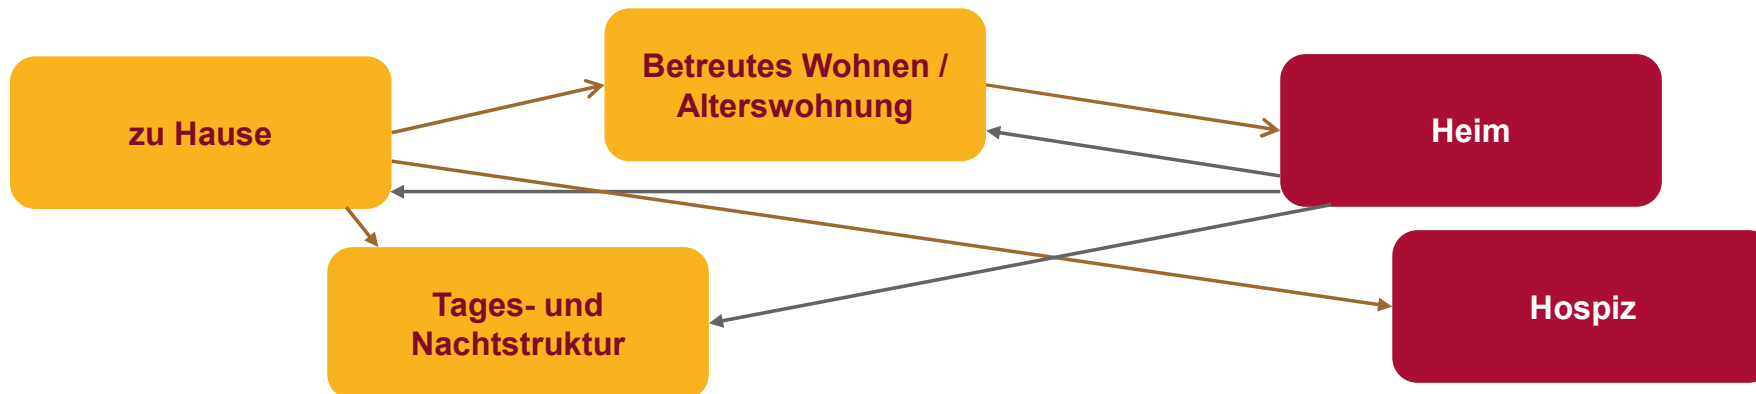 zu Hause
Betreutes Wohnen /
Alterswohnung
Heim
Tages- und
Nachtstruktur
Hospiz